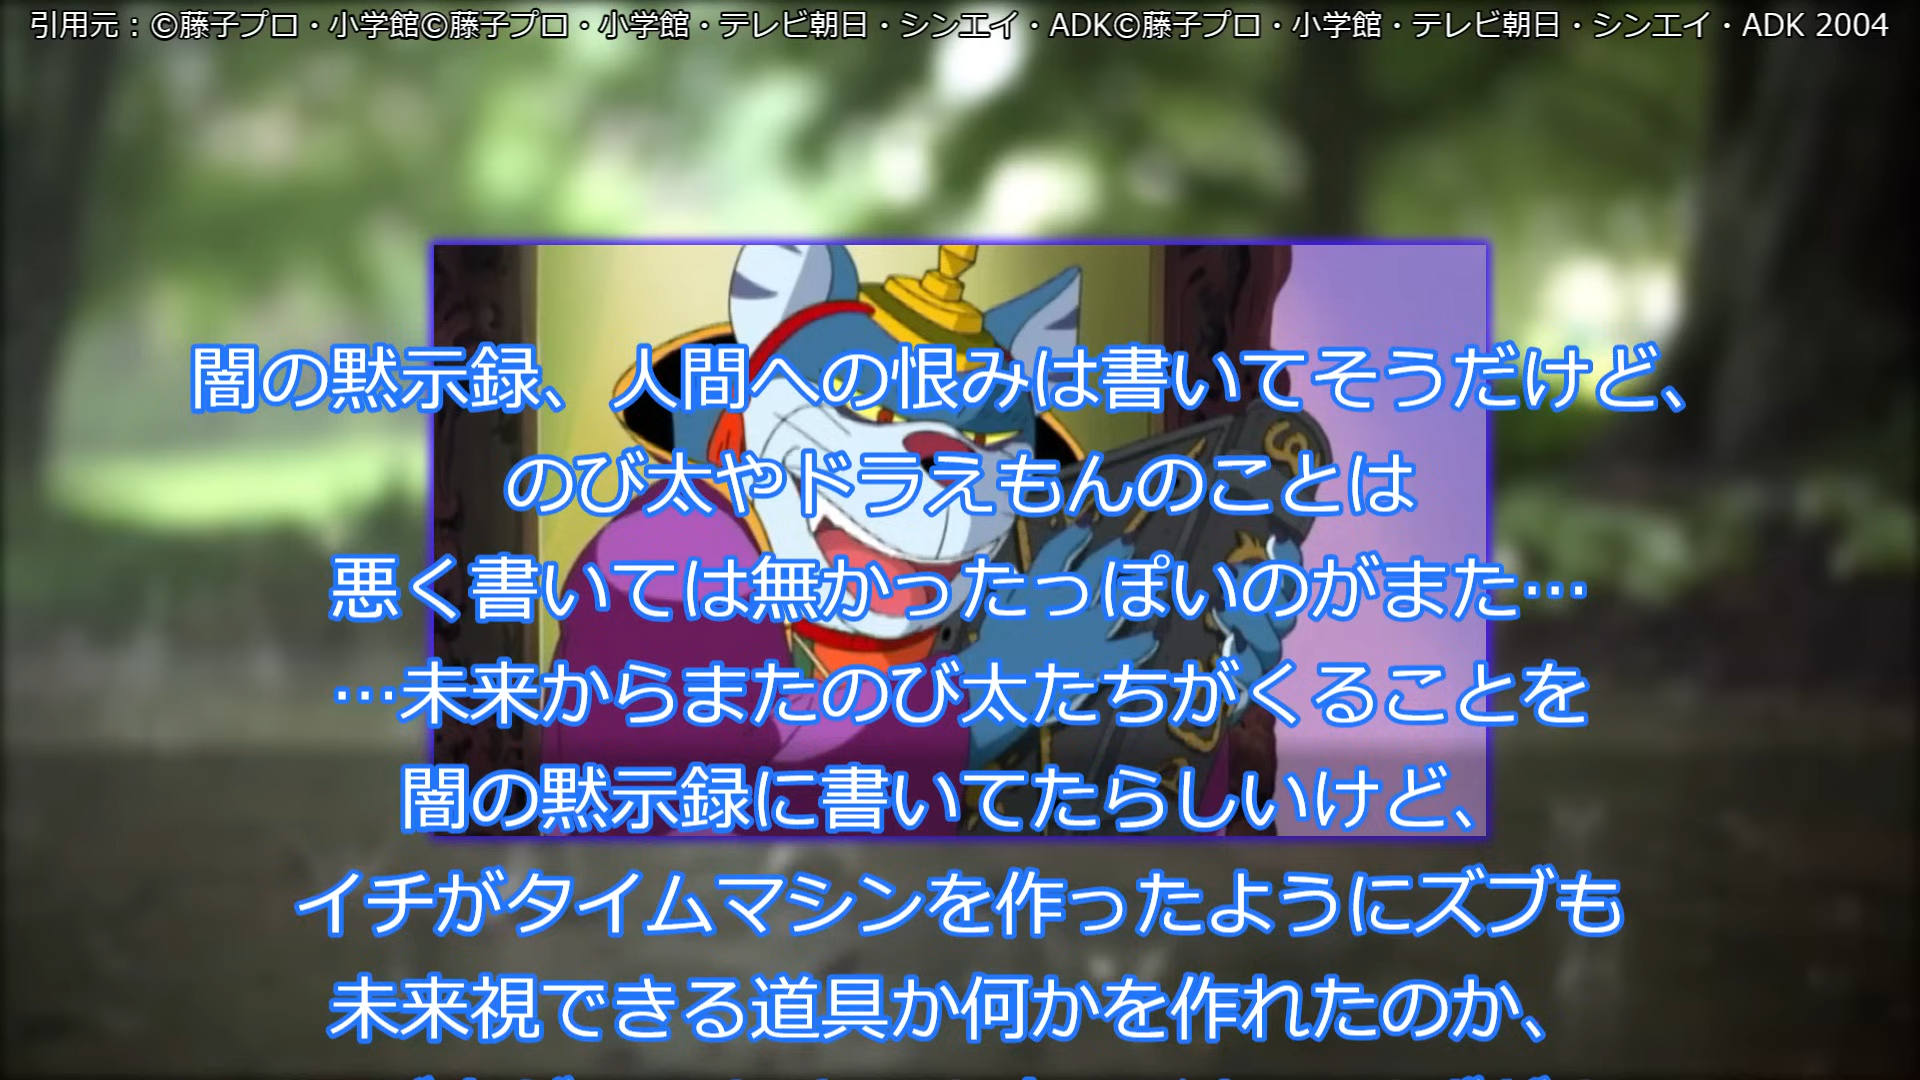 引用元：©藤子プロ・小学館©藤子プロ・小学館・テレビ朝日・シンエイ・ADK©藤子プロ・小学館・テレビ朝日・シンエイ・ADK 2004
闇の黙示録、人間への恨みは書いてそうだけど、
のび太やドラえもんのことは
悪く書いては無かったっぽいのがまた…
…未来からまたのび太たちがくることを
闇の黙示録に書いてたらしいけど、
イチがタイムマシンを作ったようにズブも
未来視できる道具か何かを作れたのか、